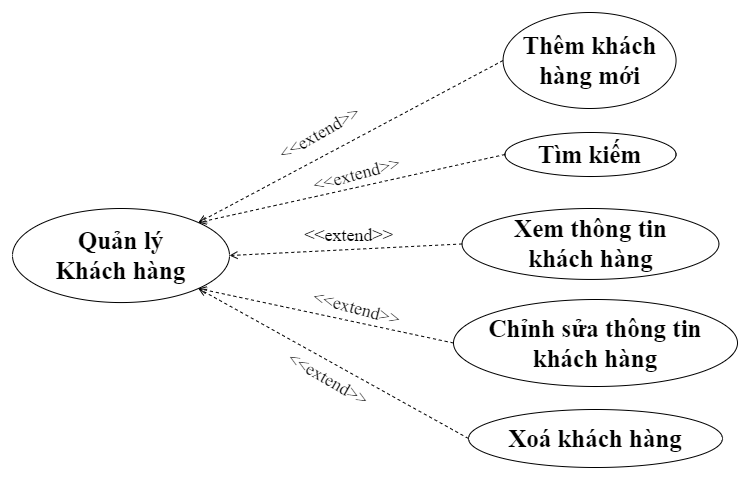 Thêm khách
hàng mới
<<extend>>
Tìm kiếm
<<extend>>
Quản lý
Khách hàng
<<extend>>
Xem thông tin
khách hàng
<<extend>>
Chỉnh sửa thông tin
khách hàng
<<extend>>
Xoá khách hàng